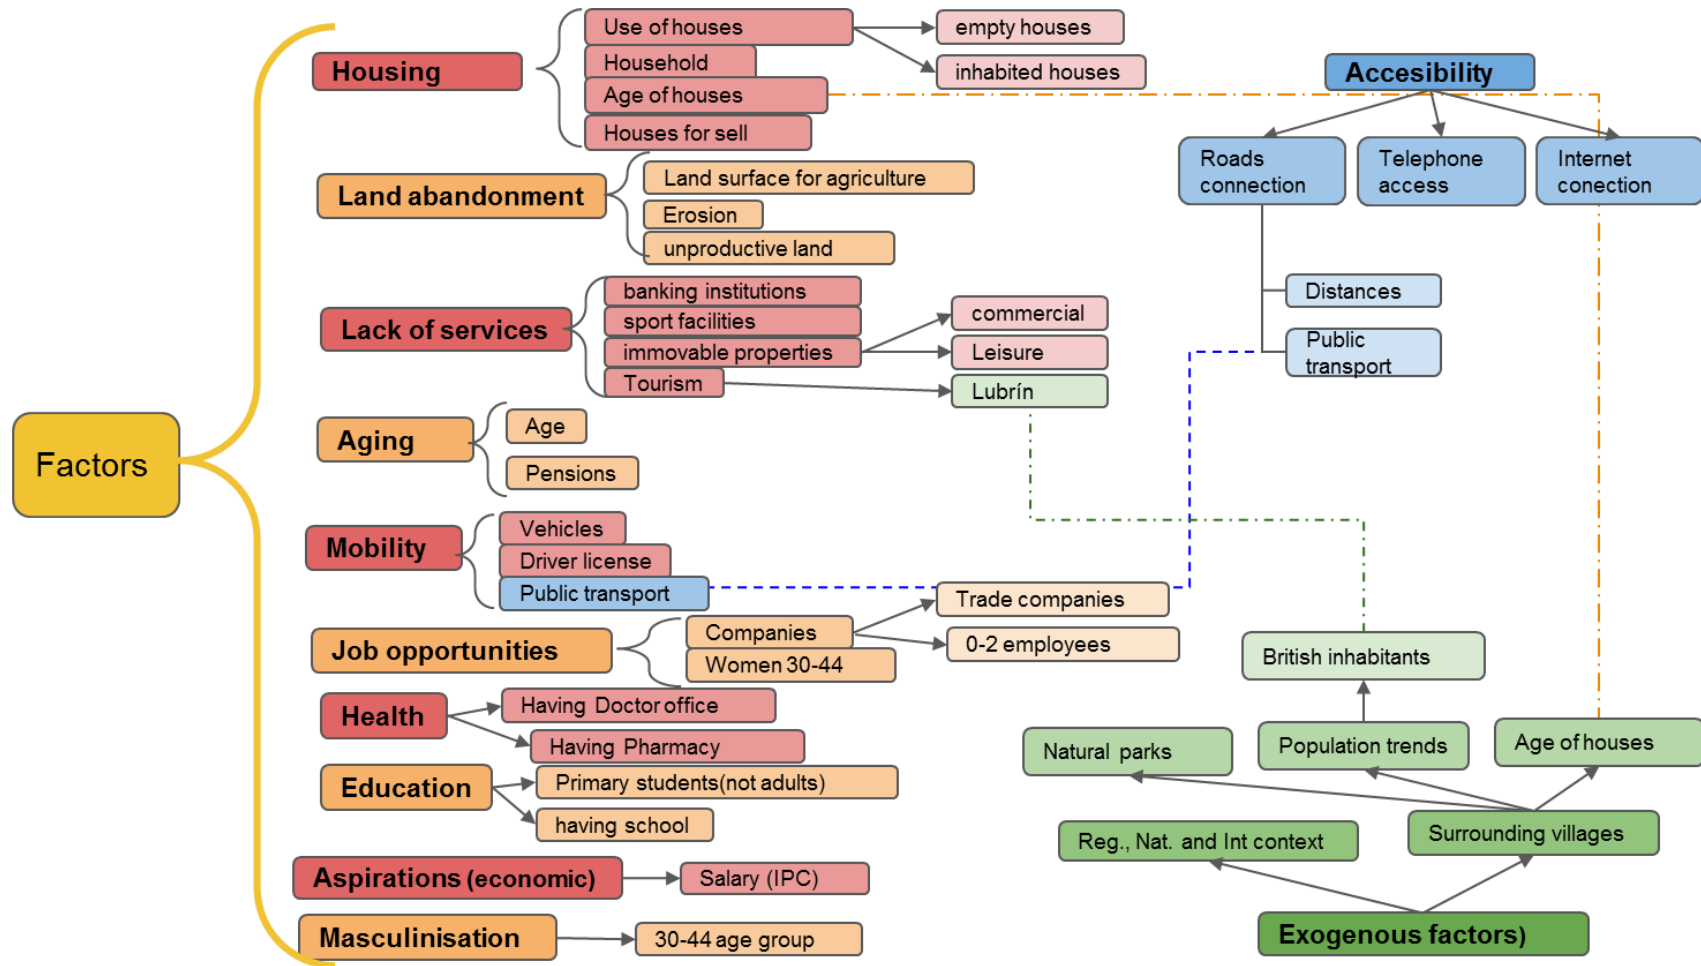 Factors
Housing
Use of houses
Household
Age of houses
Houses for sell
empty houses
inhabited houses
Land abandonment
Land surface for agriculture
Erosion
unproductive land
Lack of services
banking institutions
sport facilities
immovable properties
Tourism
commercial
Leisure
Lubrín
Aging
Age
Pensions
Mobility
Vehicles
Driver license
Public transport
Job opportunities
Companies
Women 30-44
Trade companies
0-2 employees
Health
Having Doctor office
Having Pharmacy
Education
Primary students(not adults)
having school
Aspirations (economic)
Salary (IPC)
Masculinisation
30-44 age group
Accesibility
Roads
connection
Telephone
access
Internet
conection
Distances
Public
transport
British inhabitants
Natural parks
Population trends
Age of houses
Reg., Nat. and Int context
Surrounding villages
Exogenous factors)